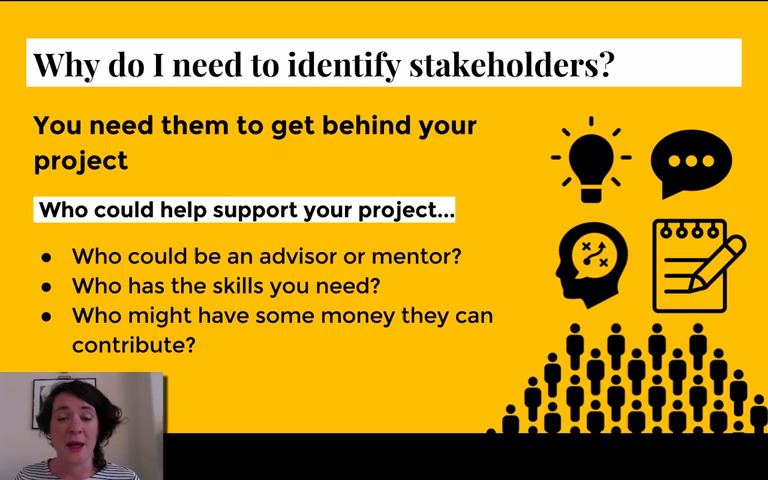 Why do I need to identify stakeholders?
You need them to get behind your
project
Who could help support your project...
● Who could be an advisor or mentor?
● Who has the skills you need?
● Who might have some money they can
contribute?